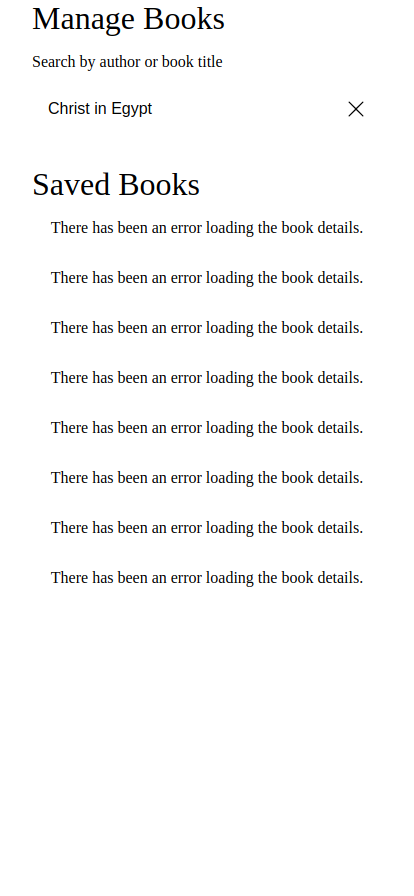 Manage Books
Search by author or book title
Christ in Egypt
Saved Books
There has been an error loading the book details.
There has been an error loading the book details.
There has been an error loading the book details.
There has been an error loading the book details.
There has been an error loading the book details.
There has been an error loading the book details.
There has been an error loading the book details.
There has been an error loading the book details.